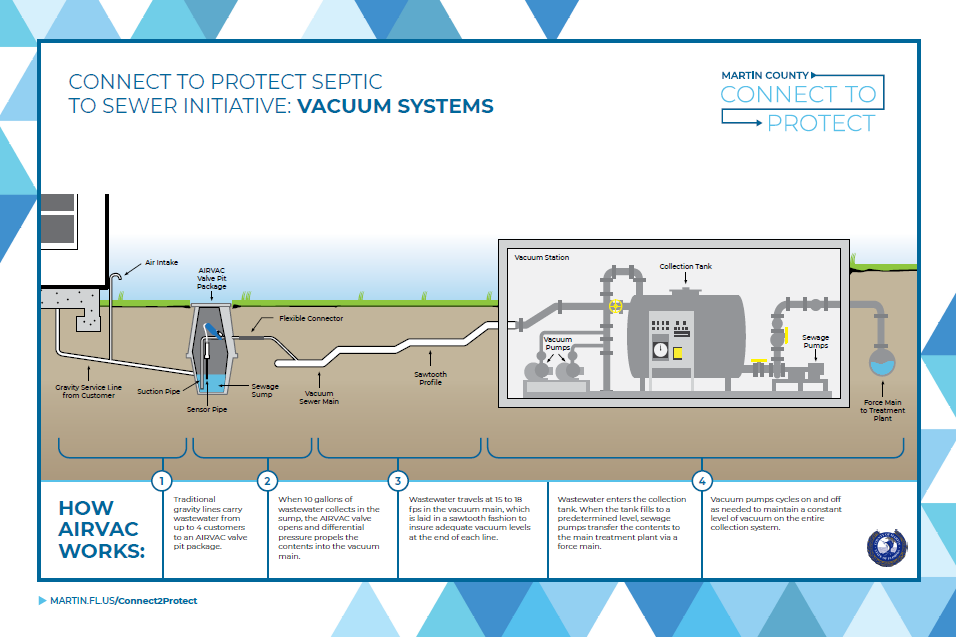 CONNECT TO PROTECT SEPTIC
TO SEWER INITIATIVE: VACUUM SYSTEMS
MARTIN COUNTY
CONNECT TO
PROTECT
Air Intake
AIRVAC
Valve Pit
Package
Flexible Connector
Gravity Service Line
from Customer
Suction Pipe
Sensor Pipe
Sewage
Sump
Vacuum
Sewer Main
Sawtooth
Profile
Vacuum Station
Collection Tank
Vacuum
Pumps
Sewage
Pumps
Force Main
to Treatment
Plant
HOW
AIRVAC
WORKS:
1
Traditional
gravity lines carry
wastewater from
up to 4 customers
to an AIRVAC valve
pit package.
2
When 10 gallons of
wastewater collects in the
sump, the AIRVAC valve
opens and differential
pressure propels the
contents into the vacuum
main.
3
Wastewater travels at 15 to 18
fps in the vacuum main, which
is laid in a sawtooth fashion to
insure adequate vacuum levels
at the end of each line.
4
Wastewater enters the collection
tank. When the tank fills to a
predetermined level, sewage
pumps transfer the contents to
the main treatment plant via a
force main.
Vacuum pumps cycles on and off
as needed to maintain a constant
level of vacuum on the entire
collection system.
MARTIN.FL.US/Connect2Protect